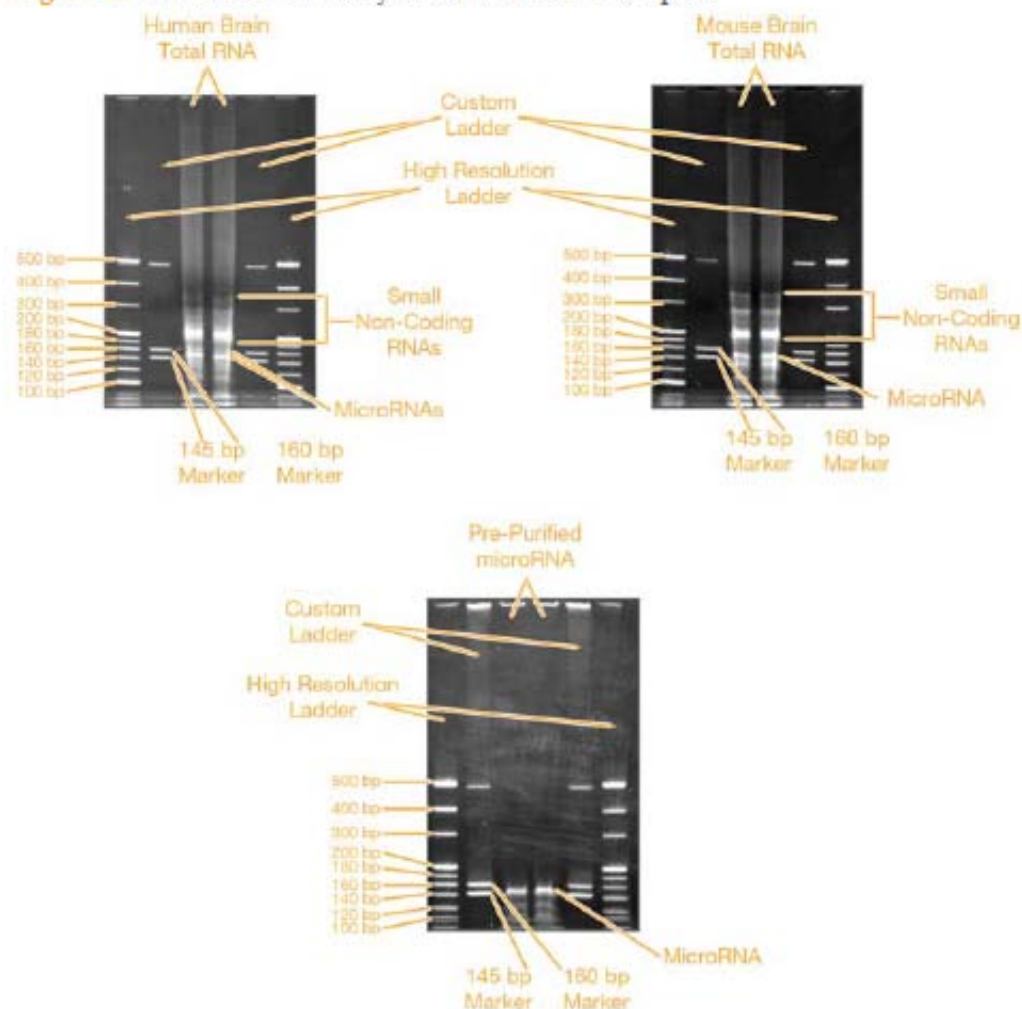 Human Brain
Total RNA
Mouse Brain
Total RNA
Custom
Ladder
High Resolution
Ladder
500 bp
400 bp
300 bp
200 bp
180 bp
160 bp
140 bp
120 bp
100 bp
Small
Non-Coding
RNAs
MicroRNAs
145 bp
Marker
160 bp
Marker
500 bp
400 bp
300 bp
200 bp
180 bp
160 bp
140 bp
120 bp
100 bp
Small
Non-Coding
RNAs
MicroRNA
145 bp
Marker
160 bp
Marker
Pre-Purified
microRNA
Custom
Ladder
High Resolution
Ladder
500 bp
400 bp
300 bp
200 bp
180 bp
160 bp
140 bp
120 bp
100 bp
MicroRNA
145 bp
Marker
160 bp
Marker